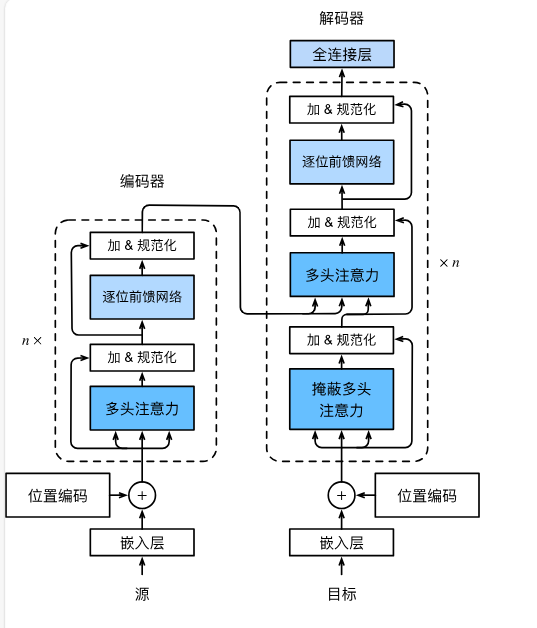 解码器
全连接层
加 & 规范化
逐位前馈网络
加 & 规范化
多头注意力
加 & 规范化
掩蔽多头
注意力
× n
位置编码
+
嵌入层
目标
编码器
加 & 规范化
逐位前馈网络
加 & 规范化
多头注意力
n ×
位置编码
+
嵌入层
源